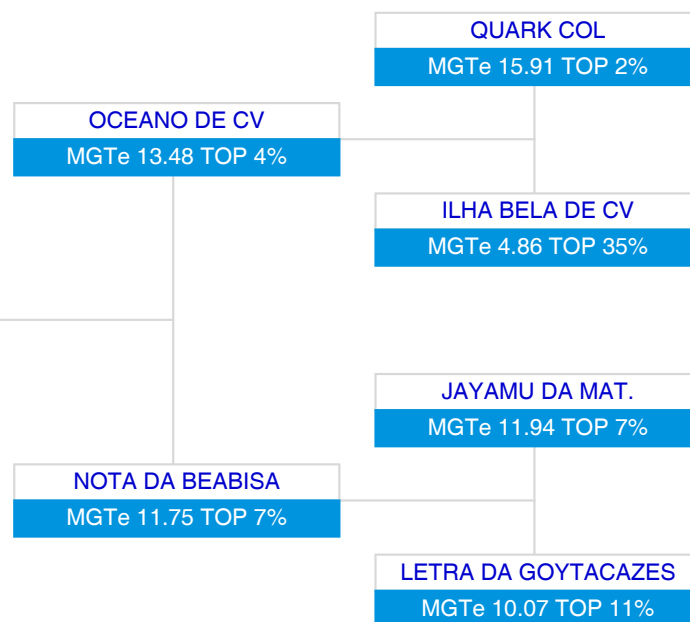 QUARK COL
MGTe 15.91 TOP 2%
OCEANO DE CV
MGTe 13.48 TOP 4%
ILHA BELA DE CV
MGTe 4.86 TOP 35%
JAYAMU DA MAT.
MGTe 11.94 TOP 7%
NOTA DA BEABISA
MGTe 11.75 TOP 7%
LETRA DA GOYTACAZES
MGTe 10.07 TOP 11%